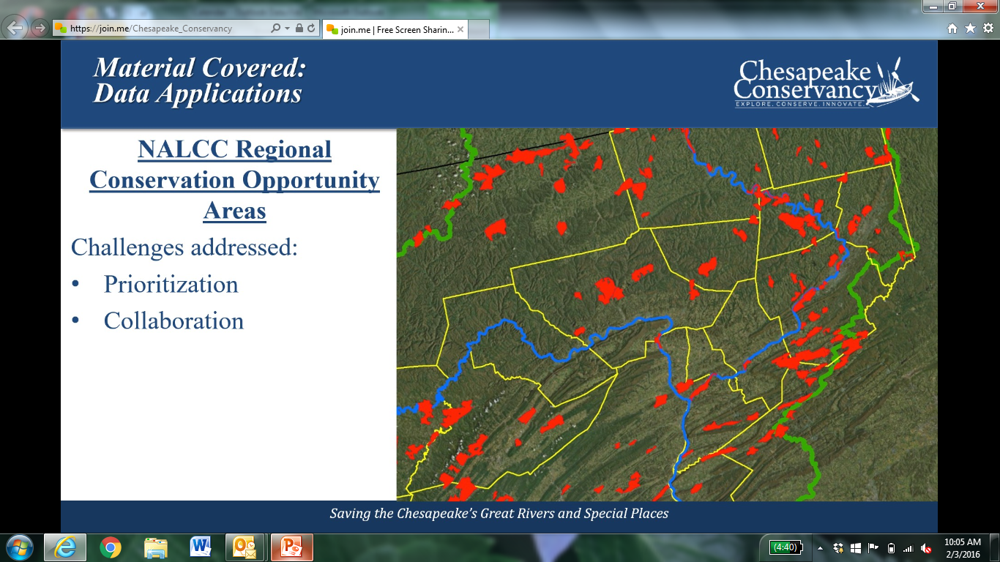 https://join.me/Chesapeake_Conservancy
join.me | Free Screen Sharin...
Material Covered:
Data Applications
Chesapeake
Conservancy
EXPLORE. CONSERVE. INNOVATE.
NALCC Regional
Conservation Opportunity
Areas
Challenges addressed:
• Prioritization
• Collaboration
Saving the Chesapeake’s Great Rivers and Special Places
(4:40)
10:05 AM
2/3/2016